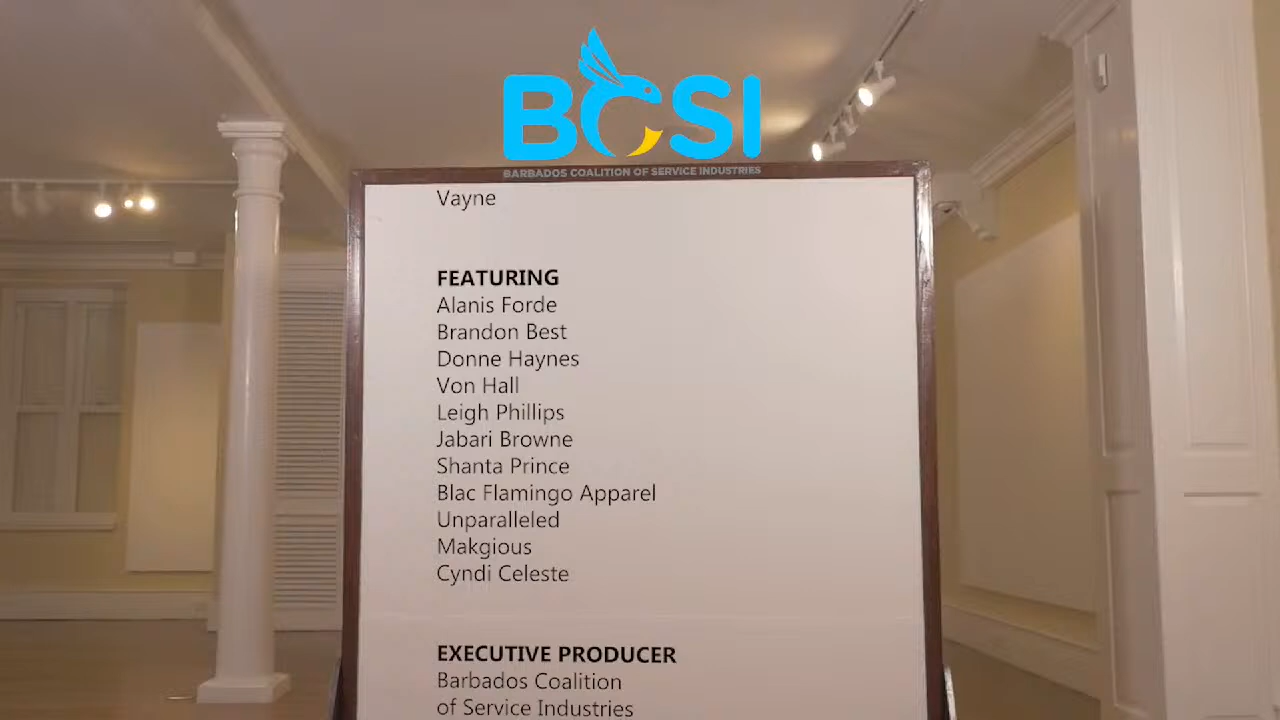 BCSI
BARBADOS COALITION OF SERVICE INDUSTRIES
Vayne
FEATURING
Alanis Forde
Brandon Best
Donne Haynes
Von Hall
Leigh Phillips
Jabari Browne
Shanta Prince
Blac Flamingo Apparel
Unparalleled
Makgious
Cyndi Celeste
EXECUTIVE PRODUCER
Barbados Coalition
of Service Industries